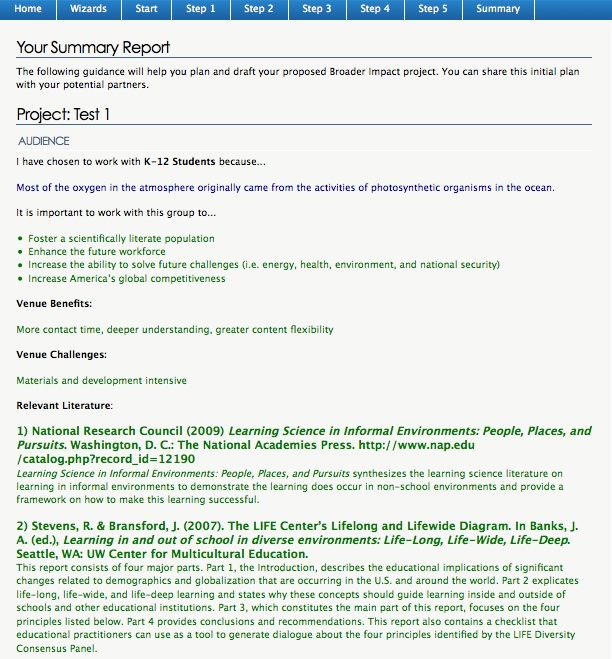 Home Wizards Start Step 1 Step 2 Step 3 Step 4 Step 5 Summary
Your Summary Report
The following guidance will help you plan and draft your proposed Broader Impact project. You can share this initial plan
with your potential partners.
Project: Test 1
AUDIENCE
I have chosen to work with K-12 Students because...
Most of the oxygen in the atmosphere originally came from the activities of photosynthetic organisms in the ocean.
It is important to work with this group to...
• Foster a scientifically literate population
• Enhance the future workforce
• Increase the ability to solve future challenges (i.e. energy, health, environment, and national security)
• Increase America's global competitiveness
Venue Benefits:
More contact time, deeper understanding, greater content flexibility
Venue Challenges:
Materials and development intensive
Relevant Literature:
1) National Research Council (2009) Learning Science in Informal Environments: People, Places, and
Pursuits. Washington, D. C.: The National Academies Press. http://www.nap.edu
/catalog.php?record_id=12190
Learning Science in Informal Environments: People, Places, and Pursuits synthesizes the learning science literature on
learning in informal environments to demonstrate the learning does occur in non-school environments and provide a
framework on how to make this learning successful.
2) Stevens, R. & Bransford, J. (2007). The LIFE Center's Lifelong and Lifewide Diagram. In Banks, J.
A. (ed.), Learning in and out of school in diverse environments: Life-Long, Life-Wide, Life-Deep.
Seattle, WA: UW Center for Multicultural Education.
This report consists of four major parts. Part 1, the Introduction, describes the educational implications of significant
changes related to demographics and globalization that are occurring in the U.S. and around the world. Part 2 explicates
life-long, life-wide, and life-deep learning and states why these concepts should guide learning inside and outside of
schools and other educational institutions. Part 3, which constitutes the main part of this report, focuses on the four
principles listed below. Part 4 provides conclusions and recommendations. This report also contains a checklist that
educational practitioners can use as a tool to generate dialogue about the four principles identified by the LIFE Diversity
Consensus Panel.